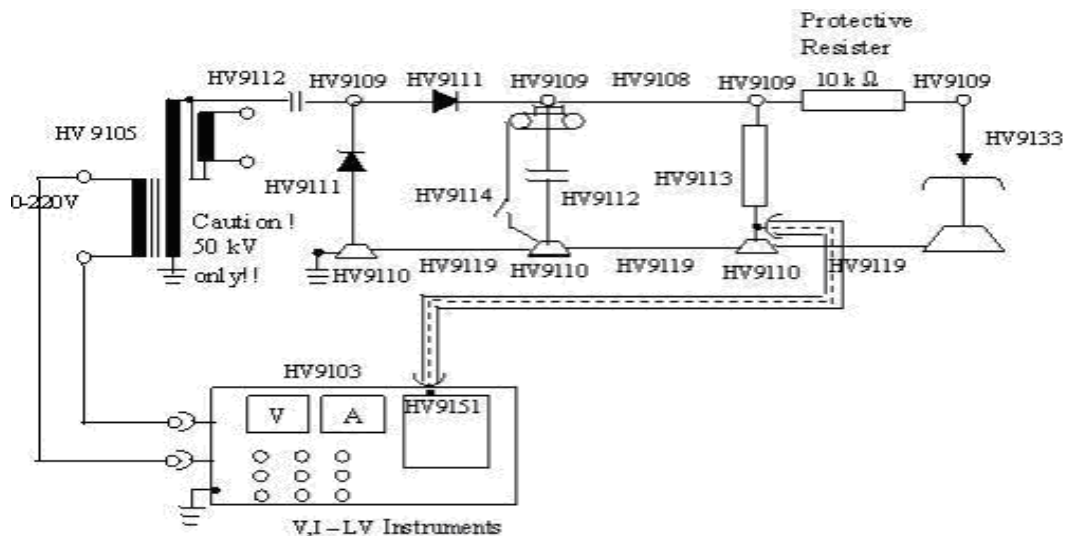 Protective
Resister
HV9112
HV9109
HV9111
HV9109
HV9108
HV9109
10 k Ω
HV9109
HV 9105
HV9133
HV9111
HV9114
HV9112
HV9113
0-220V
Caution !
50 kV
only!!
HV9110
HV9119
HV9110
HV9119
HV9110
HV9119
HV9103
V
A
HV9151
V,I – LV Instruments